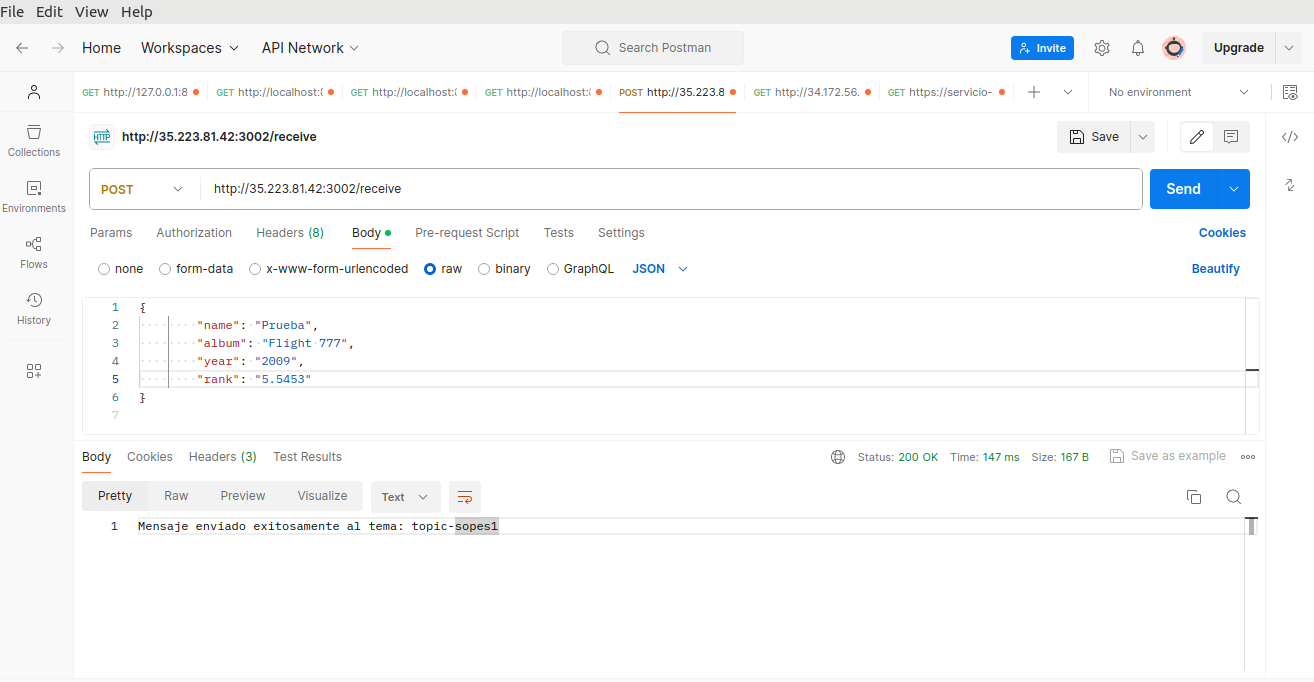 File Edit View Help
Home Workspaces API Network Search Postman Invite Upgrade
GET http://127.0.0.1:8 GET http://localhost:( GET http://localhost:( GET http://localhost:( POST http://35.223.8 GET http://34.172.56. GET https://servicio- No environment
HTTP http://35.223.81.42:3002/receive Save
Collections
Environments
Flows
History
POST http://35.223.81.42:3002/receive Send
Params Authorization Headers (8) Body Pre-request Script Tests Settings Cookies
none form-data x-www-form-urlencoded raw binary GraphQL JSON Beautify
1 {
2 "name": "Prueba",
3 "album": "Flight 777",
4 "year": "2009",
5 "rank": "5.5453"
6 }
7
Body Cookies Headers (3) Test Results Status: 200 OK Time: 147 ms Size: 167 B Save as example
Pretty Raw Preview Visualize Text
1 Mensaje enviado exitosamente al tema: topic-sopes1